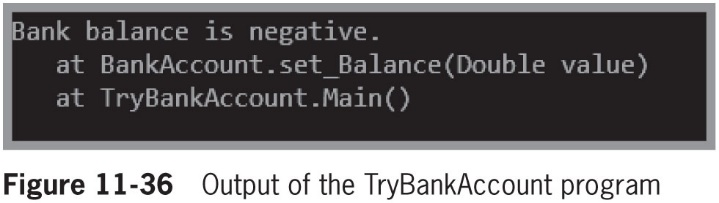 Bank balance is negative.
at BankAccount.set_Balance(Double value)
at TryBankAccount.Main()
Figure 11-36 Output of the TryBankAccount program